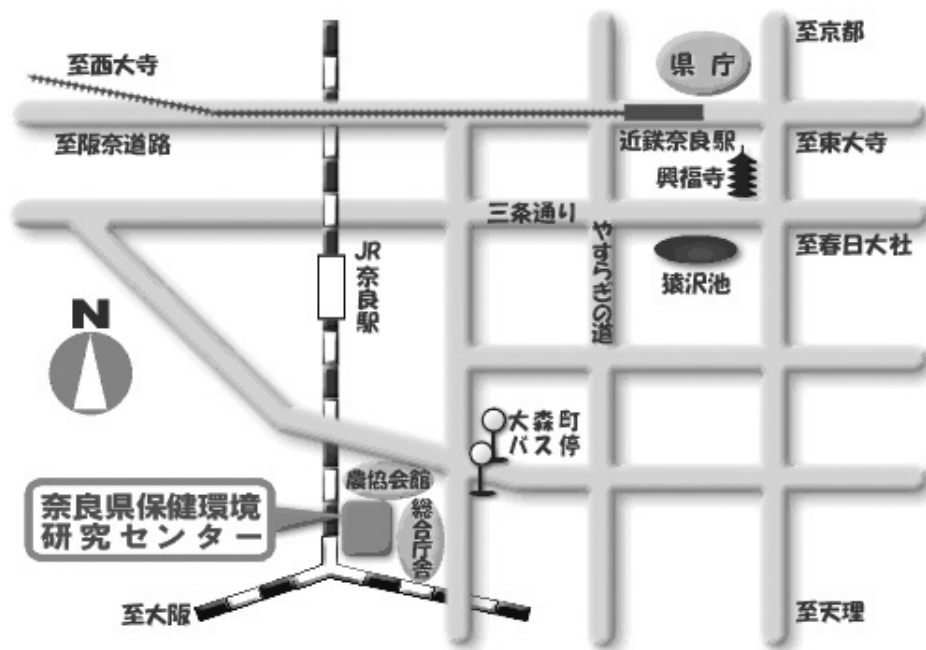 至京都
至西大寺
県庁
至阪奈道路
近鉄奈良駅
至東大寺
興福寺
三条通り
やすらぎの道
至春日大社
猿沢池
JR奈良駅
N
大森町
バス停
農協会館
奈良県保健環境
研究センター
総合庁舎
至大阪
至天理